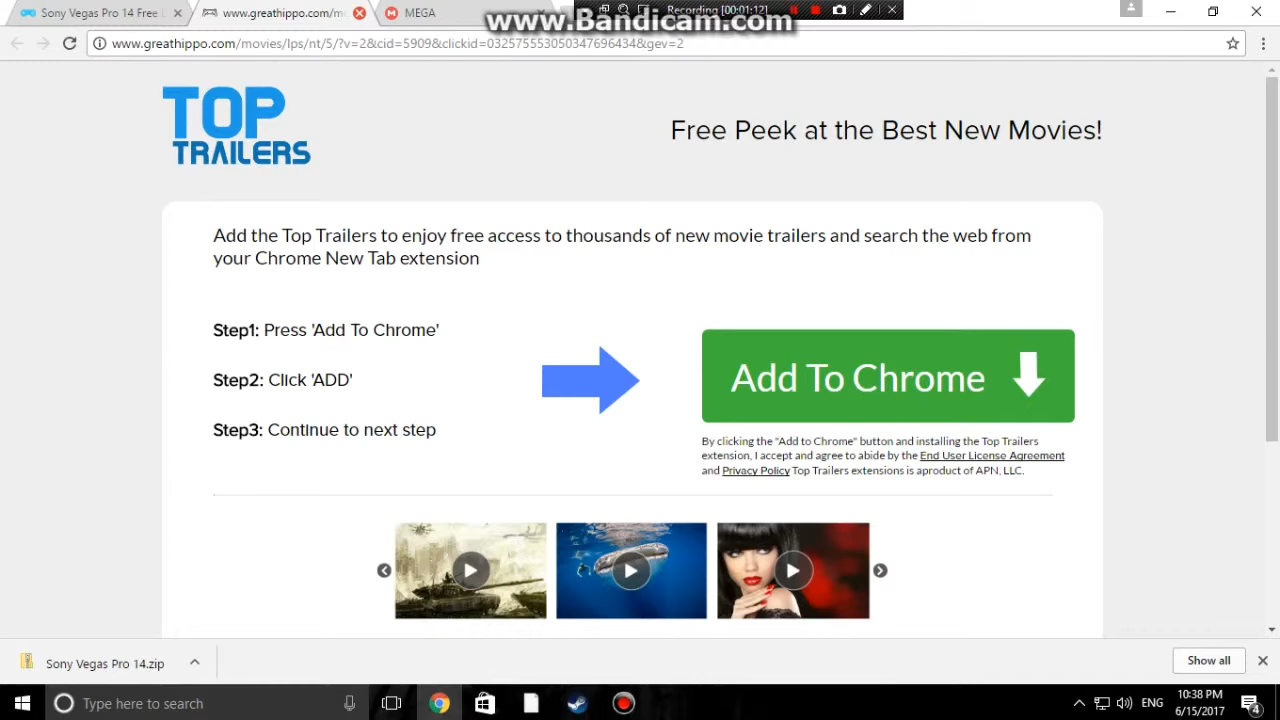 Sony Vegas Pro 14 Free
www.greathippo.com/m
MEGA
Recording [00:01:12]
www.Bandicam.com
www.greathippo.com/movies/lps/nt/5/?v=2&cid=5909&clickid=0325755530503476964348&gev=2
TOP
TRAILERS
Free Peek at the Best New Movies!
Add the Top Trailers to enjoy free access to thousands of new movie trailers and search the web from
your Chrome New Tab extension
Step1: Press 'Add To Chrome'
Step2: Click 'ADD'
Step3: Continue to next step
Add To Chrome
By clicking the "Add to Chrome" button and installing the Top Trailers
extension, I accept and agree to abide by the End User License Agreement
and Privacy Policy Top Trailers extensions is aproduct of APN, LLC.
Sony Vegas Pro 14.zip
Show all
Type here to search
ENG
10:38 PM
6/15/2017
4